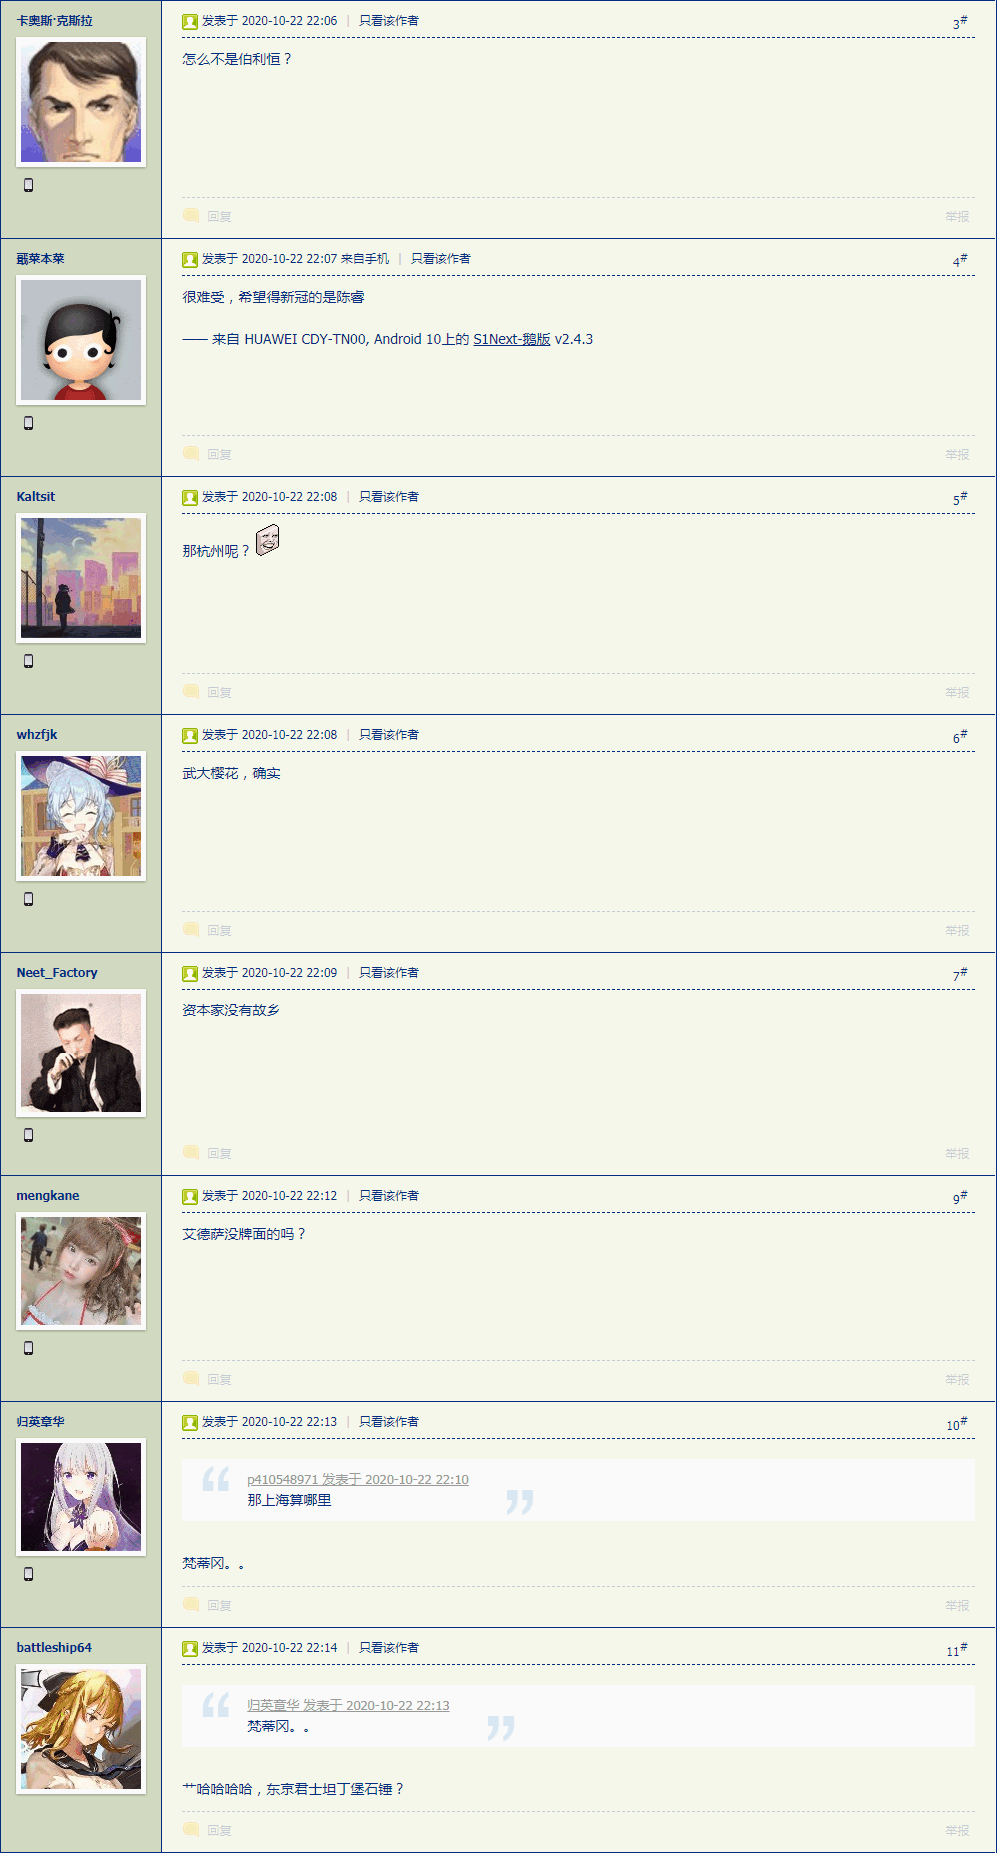 卡奥斯·克斯拉
发表于 2020-10-22 22:06 | 只看该作者
3#
怎么不是伯利恒？
回复
举报
菰菜本菜
发表于 2020-10-22 22:07 来自手机 | 只看该作者
4#
很难受，希望得新冠的是陈睿
—— 来自 HUAWEI CDY-TN00, Android 10上的 S1Next-鹅版 v2.4.3
回复
举报
Kaltsit
发表于 2020-10-22 22:08 | 只看该作者
5#
那杭州呢？
回复
举报
whzfjk
发表于 2020-10-22 22:08 | 只看该作者
6#
武大樱花，确实
回复
举报
Neet_Factory
发表于 2020-10-22 22:09 | 只看该作者
7#
资本家没有故乡
回复
举报
mengkane
发表于 2020-10-22 22:12 | 只看该作者
9#
艾德萨没牌面的吗？
回复
举报
归英章华
发表于 2020-10-22 22:13 | 只看该作者
10#
p410548971 发表于 2020-10-22 22:10
那上海算哪里
梵蒂冈。。
回复
举报
battleship64
发表于 2020-10-22 22:14 | 只看该作者
11#
归英章华 发表于 2020-10-22 22:13
梵蒂冈。。
艹哈哈哈哈，东京君士坦丁堡石锤？
回复
举报